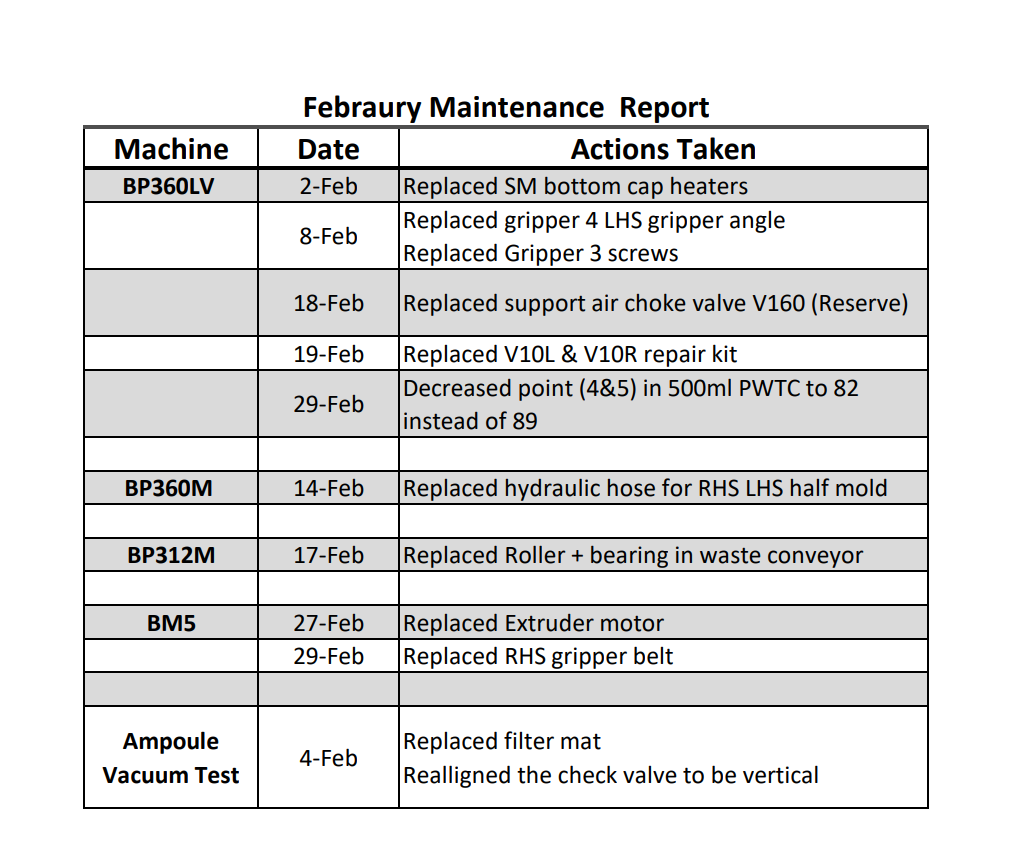 Febraury Maintenance Report
Machine Date Actions Taken
BP360LV 2-Feb Replaced SM bottom cap heaters
8-Feb Replaced gripper 4 LHS gripper angle
Replaced Gripper 3 screws
18-Feb Replaced support air choke valve V160 (Reserve)
19-Feb Replaced V10L & V10R repair kit
29-Feb Decreased point (4&5) in 500ml PWTC to 82
instead of 89
BP360M 14-Feb Replaced hydraulic hose for RHS LHS half mold
BP312M 17-Feb Replaced Roller + bearing in waste conveyor
BM5 27-Feb Replaced Extruder motor
29-Feb Replaced RHS gripper belt
Ampoule
Vacuum Test
4-Feb
Replaced filter mat
Realligned the check valve to be vertical